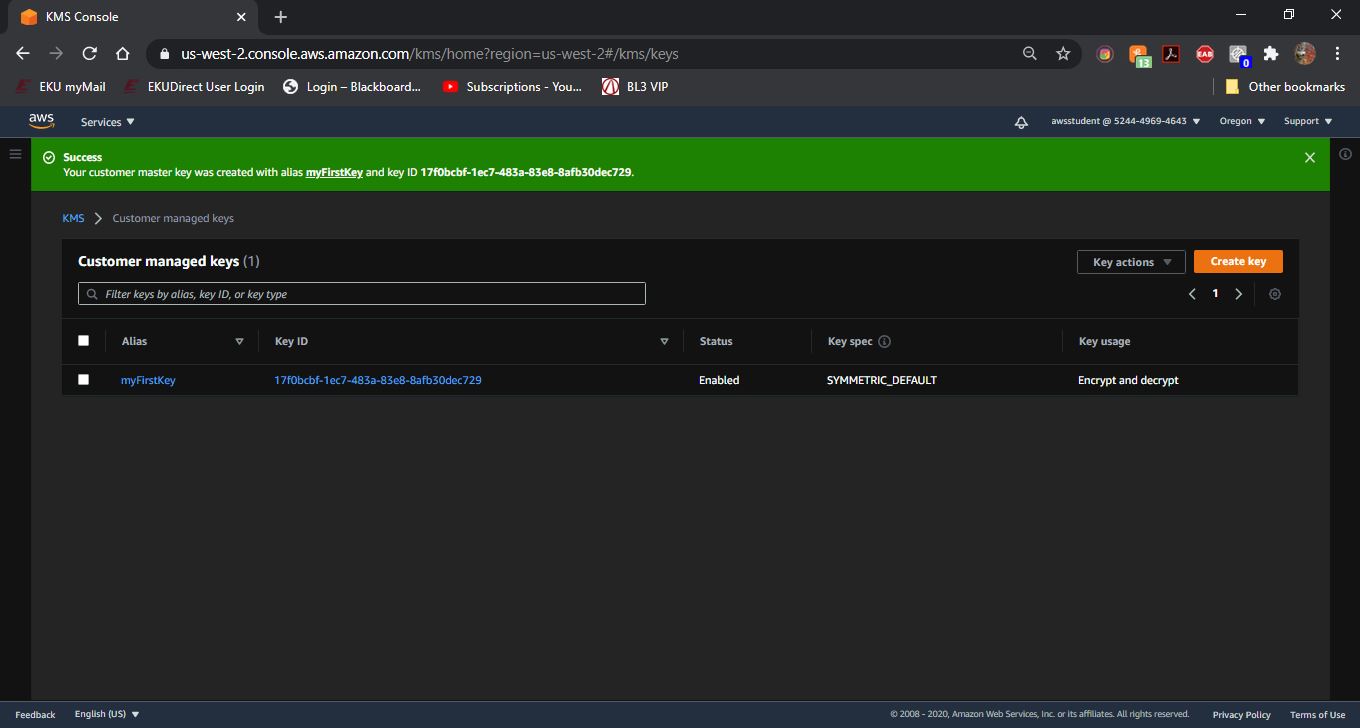 KMS Console
us-west-2.console.aws.amazon.com/kms/home?region=us-west-2#/kms/keys
13
EAB
0
EKU myMail
EKUDirect User Login
Login – Blackboard...
Subscriptions - You...
BL3 VIP
Other bookmarks
aws
Services
awsstudent @ 5244-4969-4643
Oregon
Support
Success
Your customer master key was created with alias myFirstKey and key ID 17f0bcbf-1ec7-483a-83e8-8afb30dec729.
KMS
Customer managed keys
Customer managed keys (1)
Key actions
Create key
Filter keys by alias, key ID, or key type
1
Alias
Key ID
Status
Key spec
Key usage
myFirstKey
17f0bcbf-1ec7-483a-83e8-8afb30dec729
Enabled
SYMMETRIC_DEFAULT
Encrypt and decrypt
Feedback
English (US)
© 2008 - 2020, Amazon Web Services, Inc. or its affiliates. All rights reserved.
Privacy Policy
Terms of Use